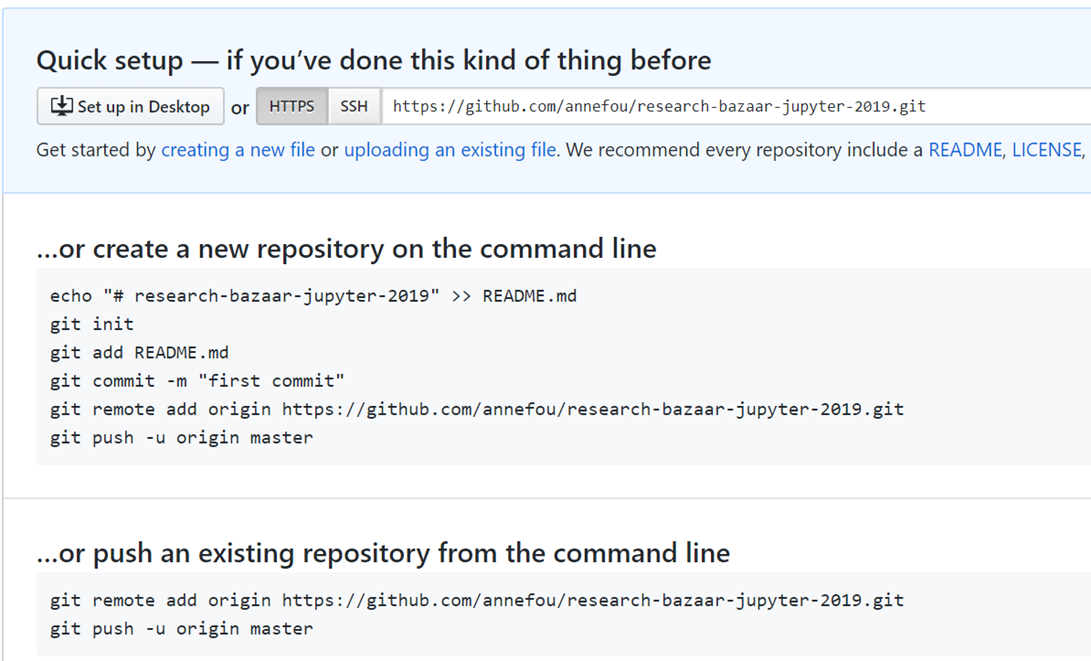 Quick setup — if you’ve done this kind of thing before
Set up in Desktop or HTTPS SSH https://github.com/annefou/research-bazaar-jupyter-2019.git
Get started by creating a new file or uploading an existing file. We recommend every repository include a README, LICENSE,
…or create a new repository on the command line
echo "# research-bazaar-jupyter-2019" >> README.md
git init
git add README.md
git commit -m "first commit"
git remote add origin https://github.com/annefou/research-bazaar-jupyter-2019.git
git push -u origin master
…or push an existing repository from the command line
git remote add origin https://github.com/annefou/research-bazaar-jupyter-2019.git
git push -u origin master